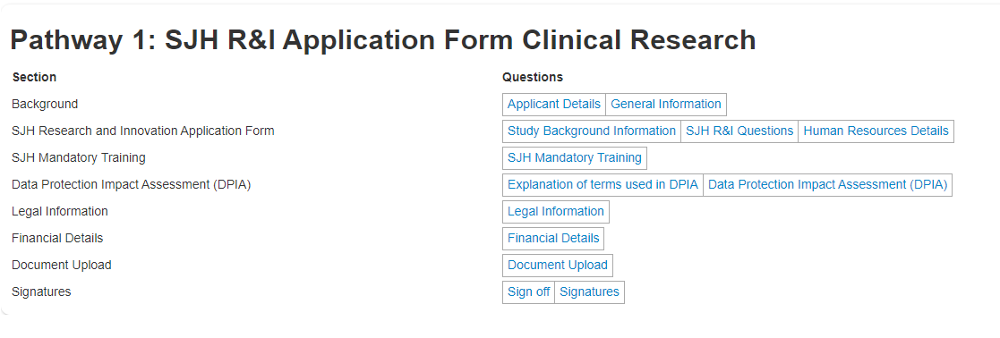 Pathway 1: SJH R&I Application Form Clinical Research
Section Questions
Background Applicant Details General Information
SJH Research and Innovation Application Form Study Background Information SJH R&I Questions Human Resources Details
SJH Mandatory Training SJH Mandatory Training
Data Protection Impact Assessment (DPIA) Explanation of terms used in DPIA Data Protection Impact Assessment (DPIA)
Legal Information Legal Information
Financial Details Financial Details
Document Upload Document Upload
Signatures Sign off Signatures